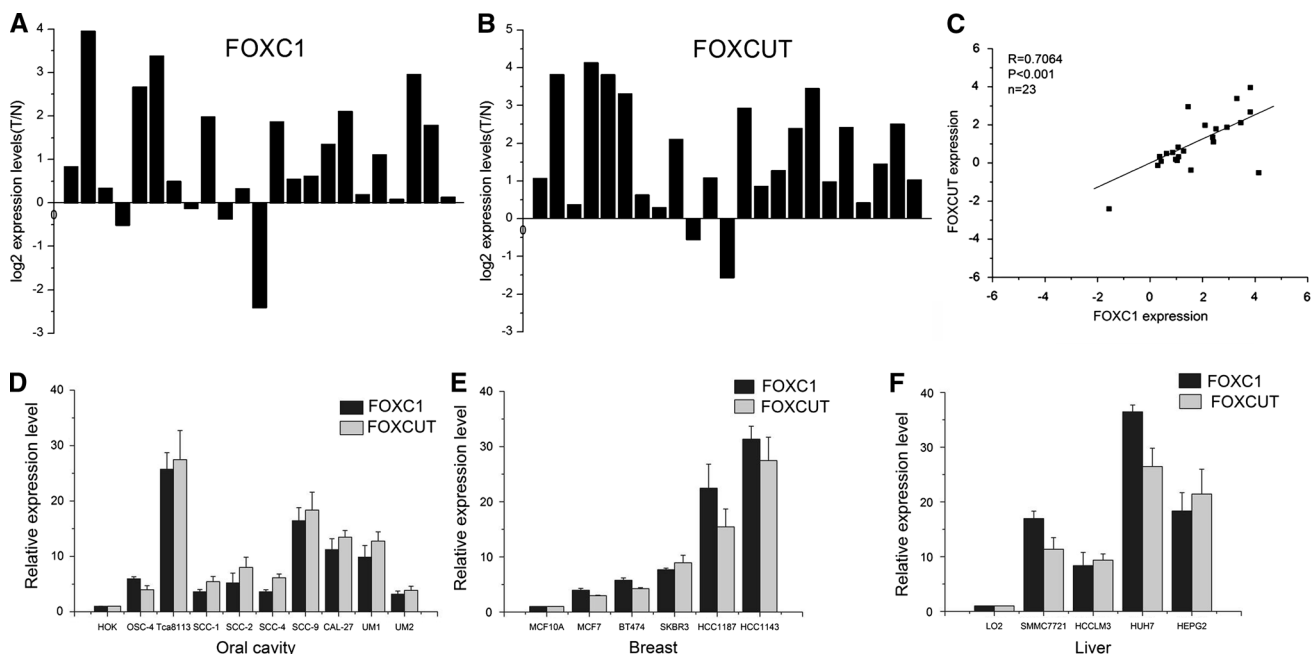 A
FOXC1
log2 expression levels(T/N)
4
3
2
1
0
-1
-2
-3
B
FOXCUT
log2 expression levels(T/N)
5
4
3
2
1
0
-1
-2
-3
C
R=0.7064
P<0.001
n=23
FOXCUT expression
6
4
2
0
-2
-4
-6
-6 -4 -2 0 2 4 6
FOXC1 expression
D
FOXC1
FOXCUT
Relative expression level
40
30
20
10
0
HOK OSC-4 Tca8113 SCC-1 SCC-2 SCC-4 SCC-9 CAL-27 UM1 UM2
Oral cavity
E
FOXC1
FOXCUT
Relative expression level
40
30
20
10
0
MCF10A MCF7 BT474 SKBR3 HCC1187 HCC1143
Breast
F
FOXC1
FOXCUT
Relative expression level
40
30
20
10
0
LO2 SMMC7721 HCCLM3 HUH7 HEPG2
Liver